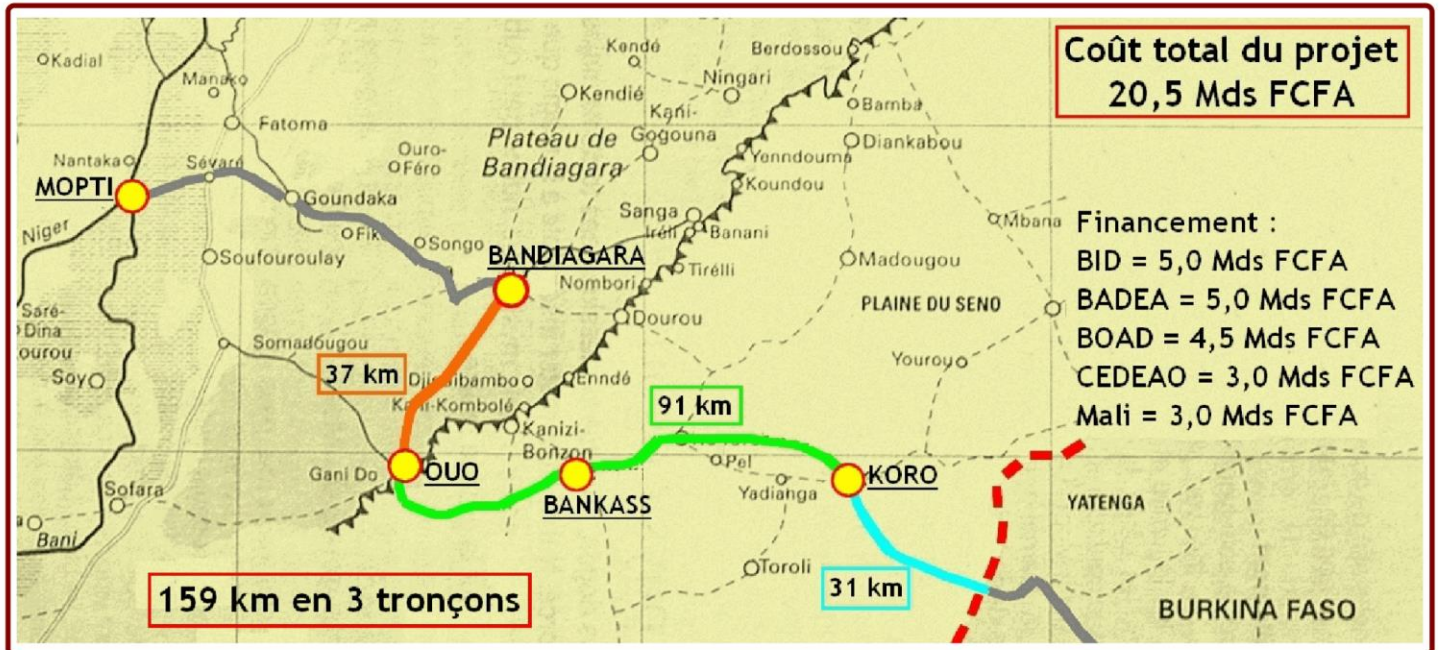 Coût total du projet
20,5 Mds FCFA
Kadial
Manako
Fatoma
Nantaka
Sévaré
MOPTI
Niger
Goundaka
Ouro-
Féro
Songo
Soufouroulay
Kendé
Kendié
Ningari
Kani-
Gogouna
Plateau de
Bandiagara
Berdossou
Bamba
Diankabou
Yenndouma
Koundou
Sanga
Iréli
Banani
Tirélli
Nombori
Dourou
BANDIAGARA
Madougou
Mbana
PLAINE DU SENO
Yourou
Financement :
BID = 5,0 Mds FCFA
BADEA = 5,0 Mds FCFA
BOAD = 4,5 Mds FCFA
CEDEAO = 3,0 Mds FCFA
Mali = 3,0 Mds FCFA
Saré-
Dina
ourou
Soy
Somadougou
37 km
Enndé
91 km
Kanizi-
Bonzon
Gani Do
OUO
Sofara
Bani
BANKASS
Pel
Yadianga
KORO
YATENGA
Toroli
31 km
159 km en 3 tronçons
BURKINA FASO